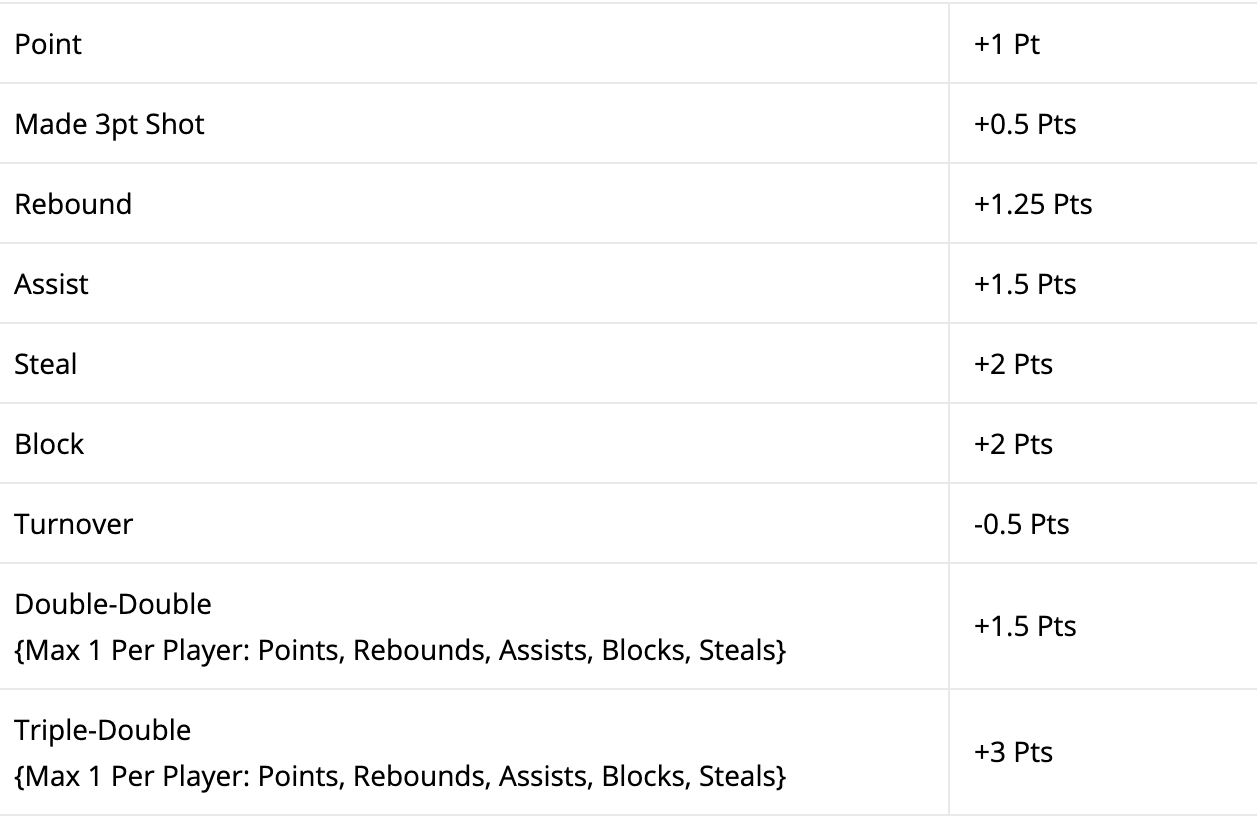 Point
+1 Pt
Made 3pt Shot
+0.5 Pts
Rebound
+1.25 Pts
Assist
+1.5 Pts
Steal
+2 Pts
Block
+2 Pts
Turnover
-0.5 Pts
Double-Double
{Max 1 Per Player: Points, Rebounds, Assists, Blocks, Steals}
+1.5 Pts
Triple-Double
{Max 1 Per Player: Points, Rebounds, Assists, Blocks, Steals}
+3 Pts